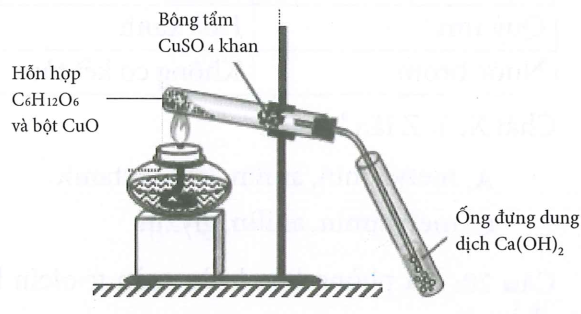 Bông tẩm
CuSO4 khan
Hỗn hợp
C6H12O6
và bột CuO
Ống đựng dung
dịch Ca(OH)2